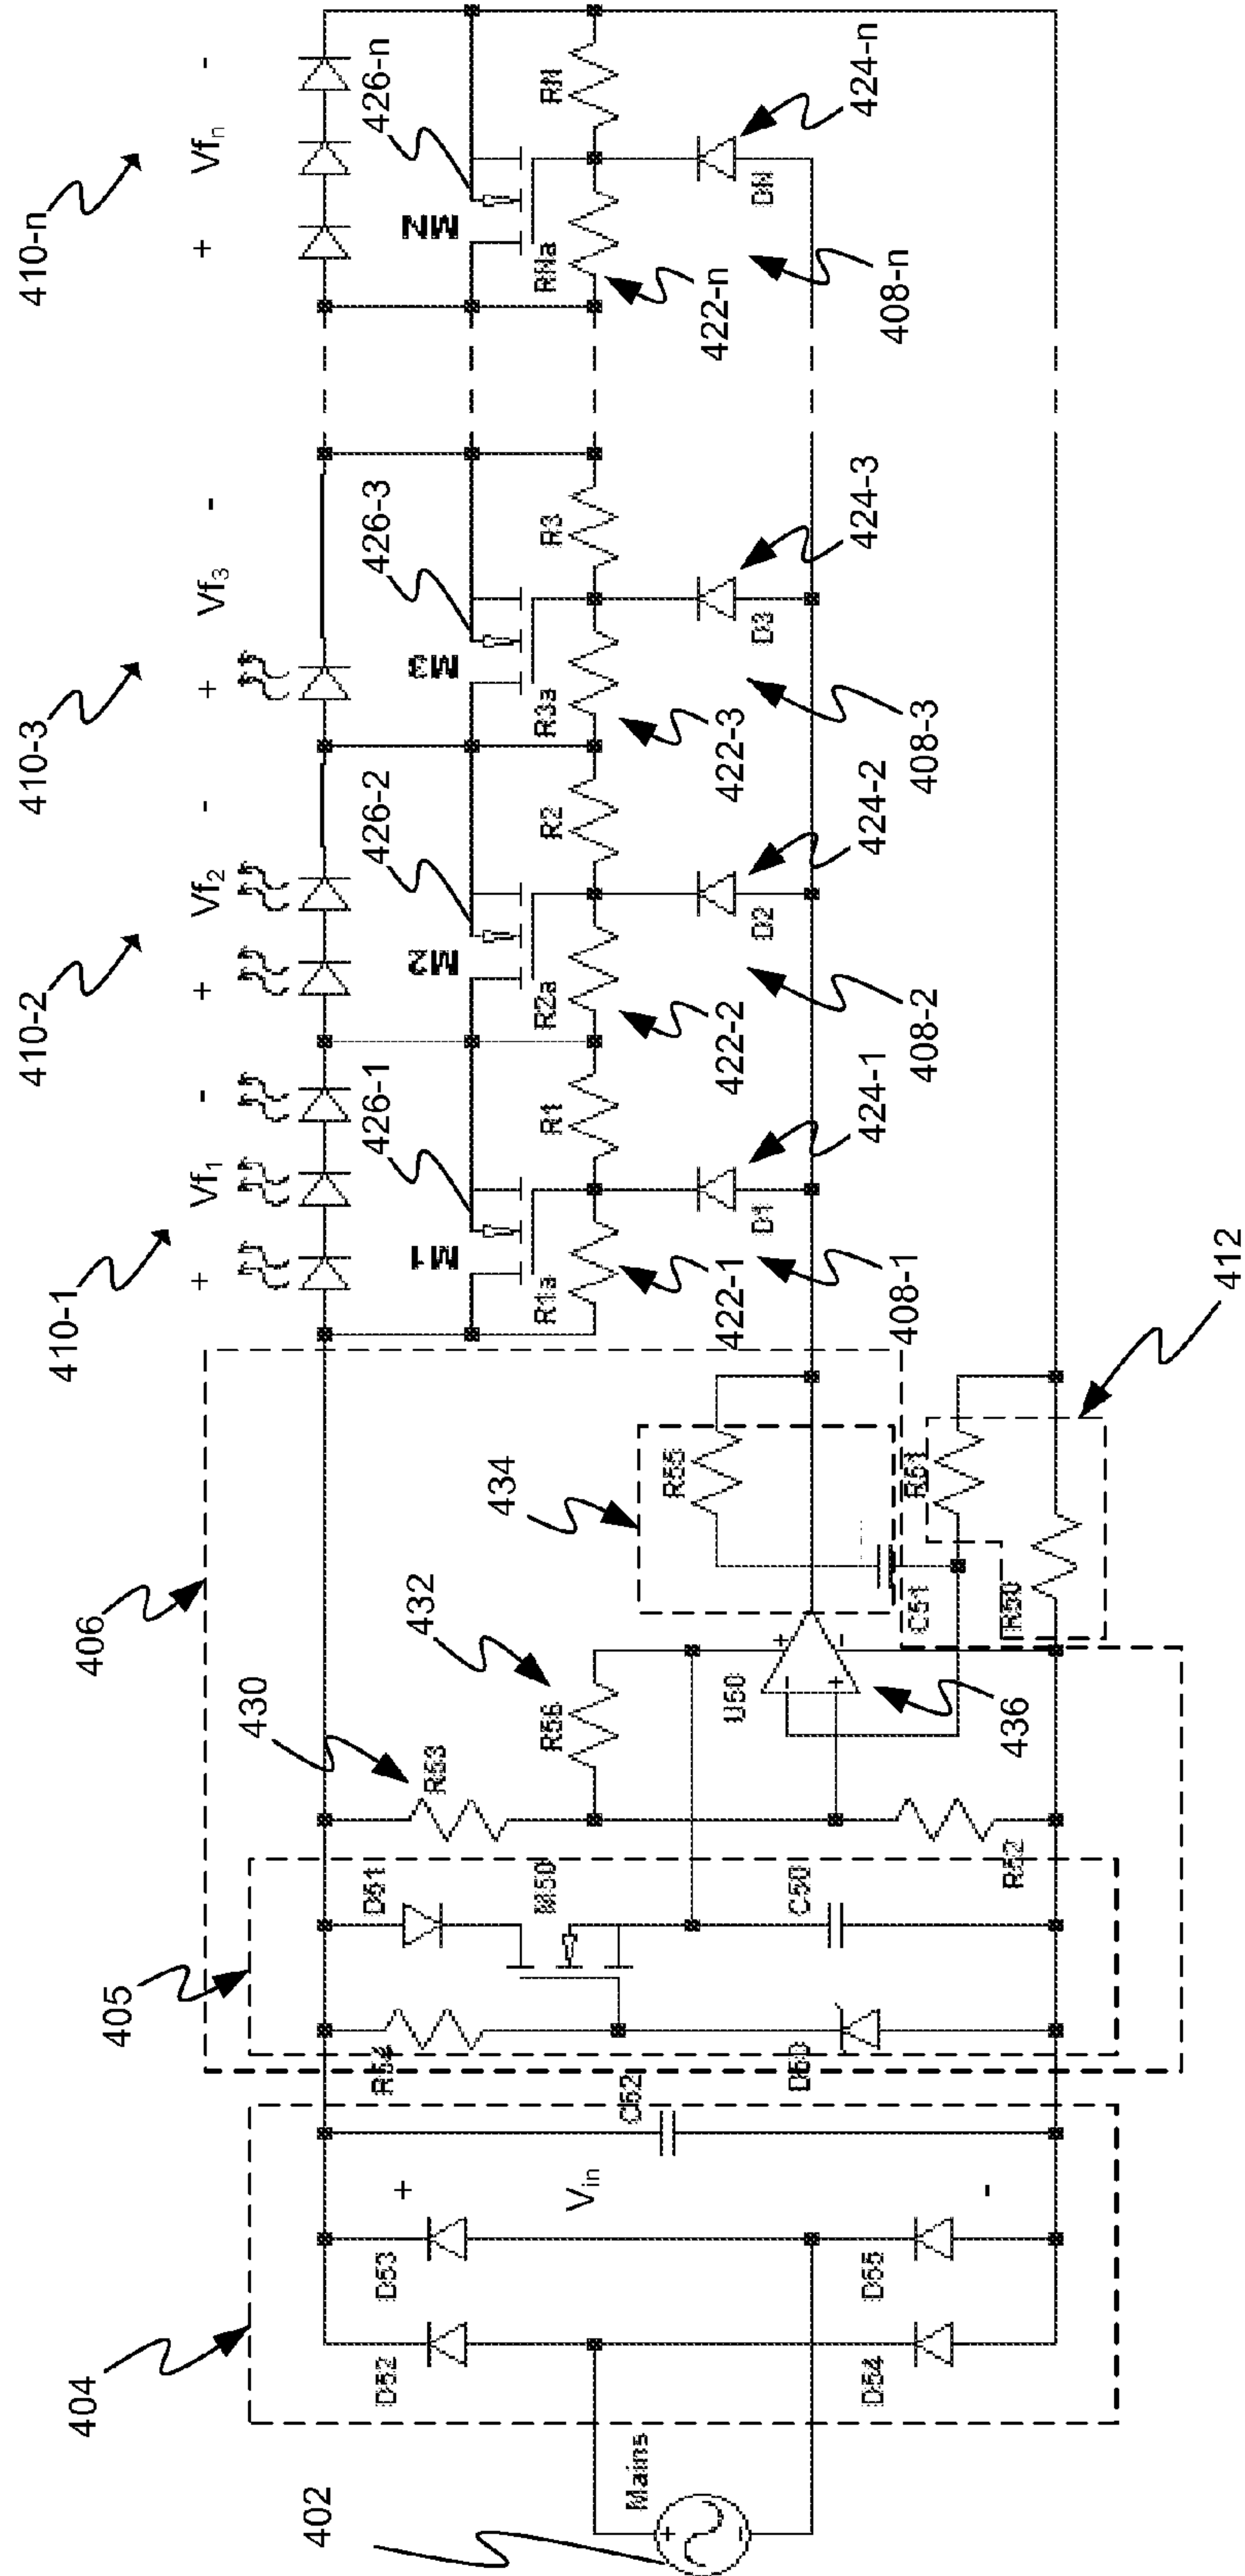 410-1
410-2
410-3
410-n
+ Vf1 -
+ Vf2 -
+ Vf3 -
+ Vfn -
426-1
426-2
426-3
426-n
M1
M2
M3
MN
R1a
R1
R2a
R2
R3a
R3
RNa
RN
422-1
422-2
422-3
422-n
D1
D2
D3
DN
424-1
424-2
424-3
424-n
408-1
408-2
408-3
408-n
406
430
432
434
R53
R56
R55
405
D51
M50
R54
D50
C50
R52
U50
+
-
-
+
436
C51
R51
R50
412
404
D52
D53
D54
D55
C52
+
Vin
-
402
Mains
+
-